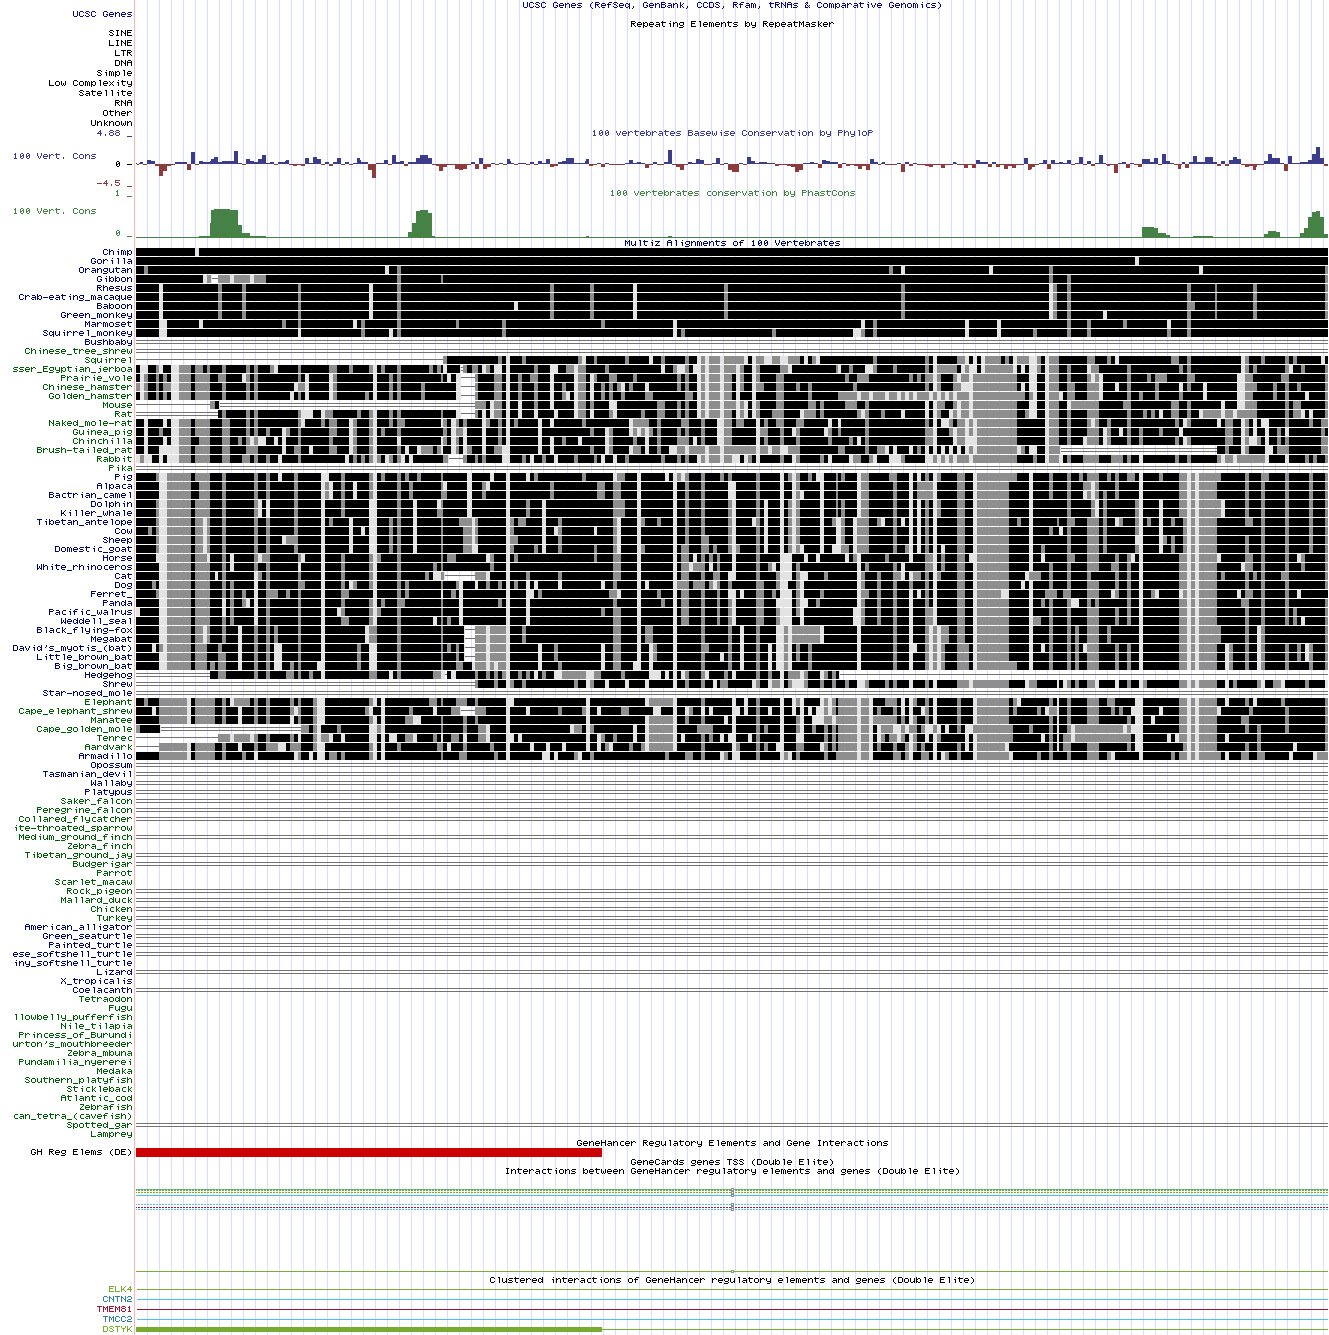 UCSC Genes (RefSeq, GenBank, CCDS, Rfam, tRNAs & Comparative Genomics)
UCSC Genes
Repeating Elements by RepeatMasker
SINE
LINE
LTR
DNA
Simple
Low Complexity
Satellite
RNA
Other
Unknown
100 vertebrates Basewise Conservation by PhyloP
4.88 _
100 Vert. Cons
0 _
-4.5 _
100 vertebrates conservation by PhastCons
1 _
100 Vert. Cons
0 _
Multiz Alignments of 100 Vertebrates
Chimp
Gorilla
Orangutan
Gibbon
Rhesus
Crab-eating_macaque
Baboon
Green_monkey
Marmoset
Squirrel_monkey
Bushbaby
Chinese_tree_shrew
Squirrel
sser_Egyptian_jerboa
Prairie_vole
Chinese_hamster
Golden_hamster
Mouse
Rat
Naked_mole-rat
Guinea_pig
Chinchilla
Brush-tailed_rat
Rabbit
Pika
Pig
Alpaca
Bactrian_camel
Dolphin
Killer_whale
Tibetan_antelope
Cow
Sheep
Domestic_goat
Horse
White_rhinoceros
Cat
Dog
Ferret_
Panda
Pacific_walrus
Weddell_seal
Black_flying-fox
Megabat
David's_myotis_(bat)
Little_brown_bat
Big_brown_bat
Hedgehog
Shrew
Star-nosed_mole
Elephant
Cape_elephant_shrew
Manatee
Cape_golden_mole
Tenrec
Aardvark
Armadillo
Opossum
Tasmanian_devil
Wallaby
Platypus
Saker_falcon
Peregrine_falcon
Collared_flycatcher
ite-throated_sparrow
Medium_ground_finch
Zebra_finch
Tibetan_ground_jay
Budgerigar
Parrot
Scarlet_macaw
Rock_pigeon
Mallard_duck
Chicken
Turkey
American_alligator
Green_seaturtle
Painted_turtle
ese_softshell_turtle
iny_softshell_turtle
Lizard
X_tropicalis
Coelacanth
Tetraodon
Fugu
llowbelly_pufferfish
Nile_tilapia
Princess_of_Burundi
urton's_mouthbreeder
Zebra_mbuna
Pundamilia_nyererei
Medaka
Southern_platyfish
Stickleback
Atlantic_cod
Zebrafish
can_tetra_(cavefish)
Spotted_gar
Lamprey
GeneHancer Regulatory Elements and Gene Interactions
GH Reg Elems (DE)
GeneCards genes TSS (Double Elite)
Interactions between GeneHancer regulatory elements and genes (Double Elite)
Clustered interactions of GeneHancer regulatory elements and genes (Double Elite)
ELK4
CNTN2
TMEM81
TMCC2
DSTYK